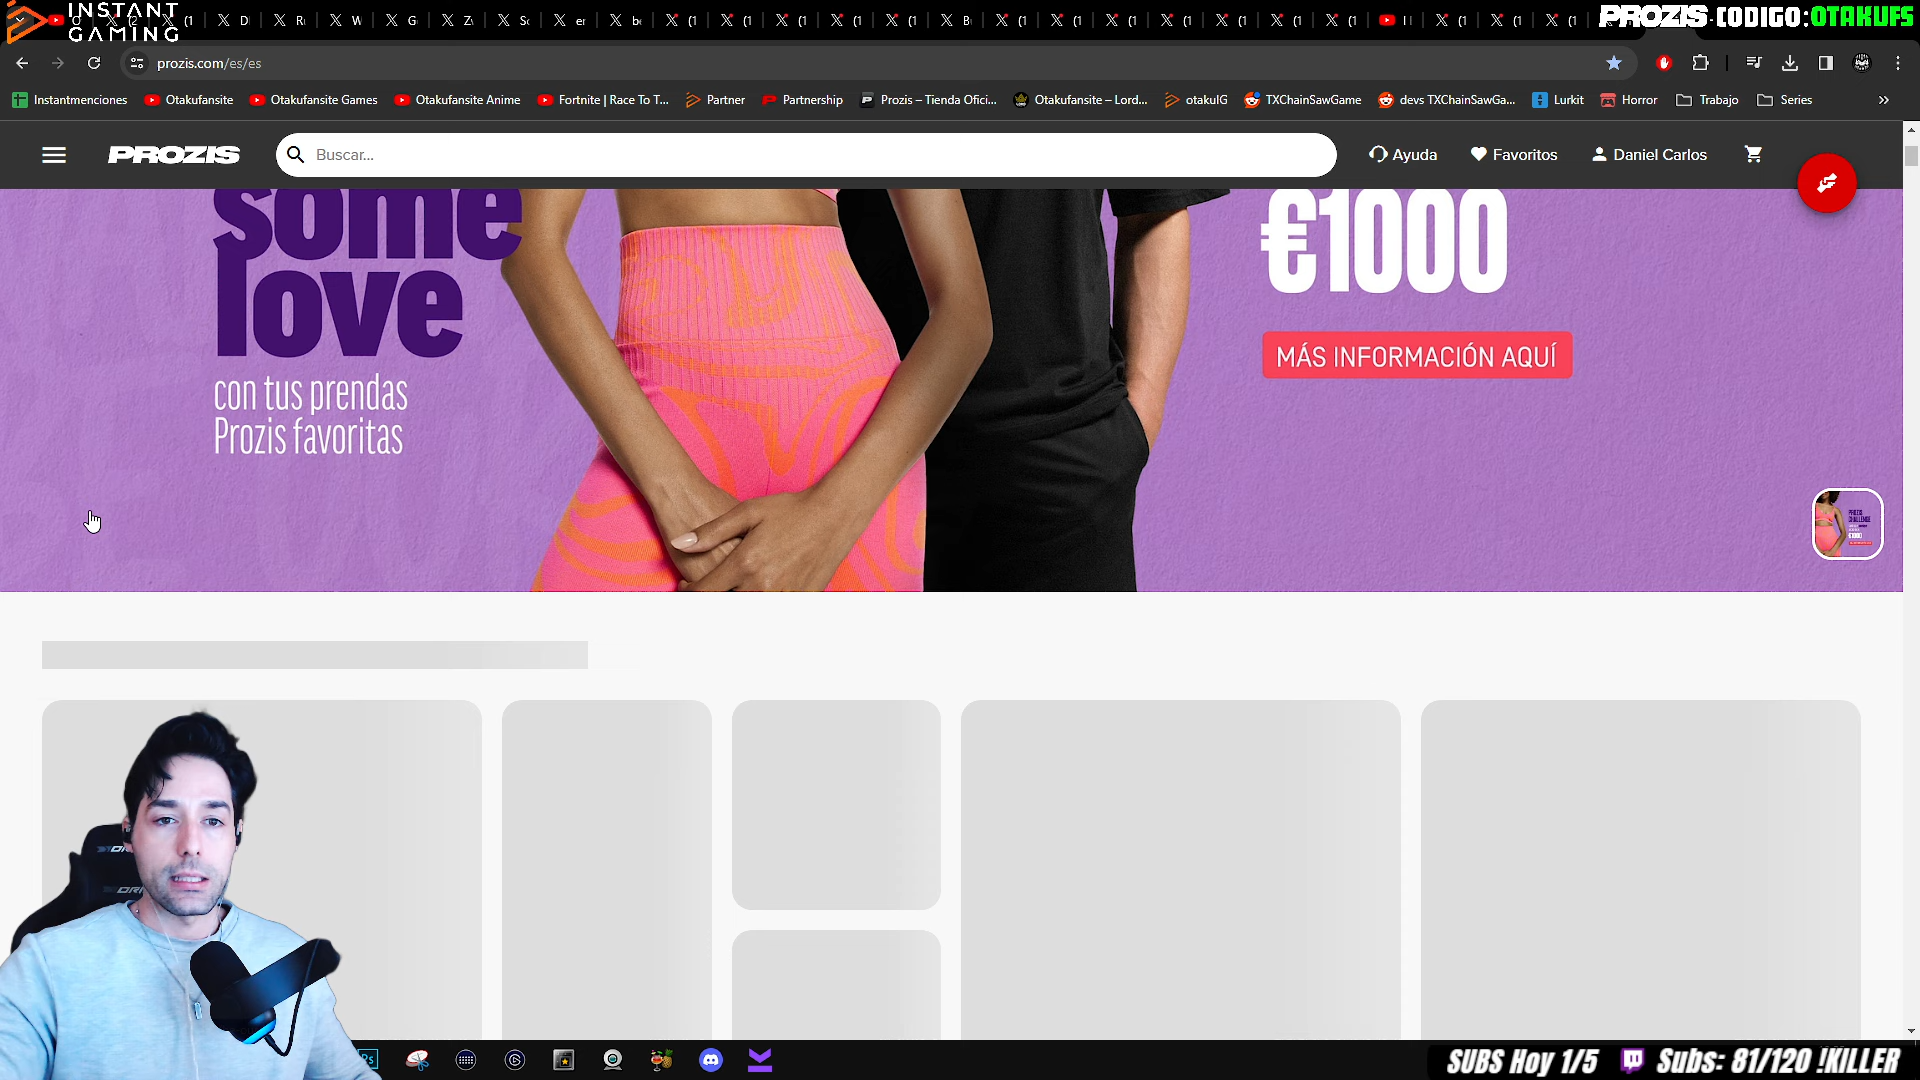 INSTANT
GAMING
PROZIS CODIGO:OTAKUFS
prozis.com/es/es
Instantmenciones
Otakufansite
Otakufansite Games
Otakufansite Anime
Fortnite | Race To T...
Partner
Partnership
Prozis – Tienda Ofici...
Otakufansite – Lord...
otakuIG
TXChainSawGame
devs TXChainSawGa...
Lurkit
Horror
Trabajo
Series
PROZIS
Buscar...
Ayuda
Favoritos
Daniel Carlos
some
love
con tus prendas
Prozis favoritas
€1000
MÁS INFORMACIÓN AQUÍ
SUBS Hoy 1/5
Subs: 81/120 !KILLER